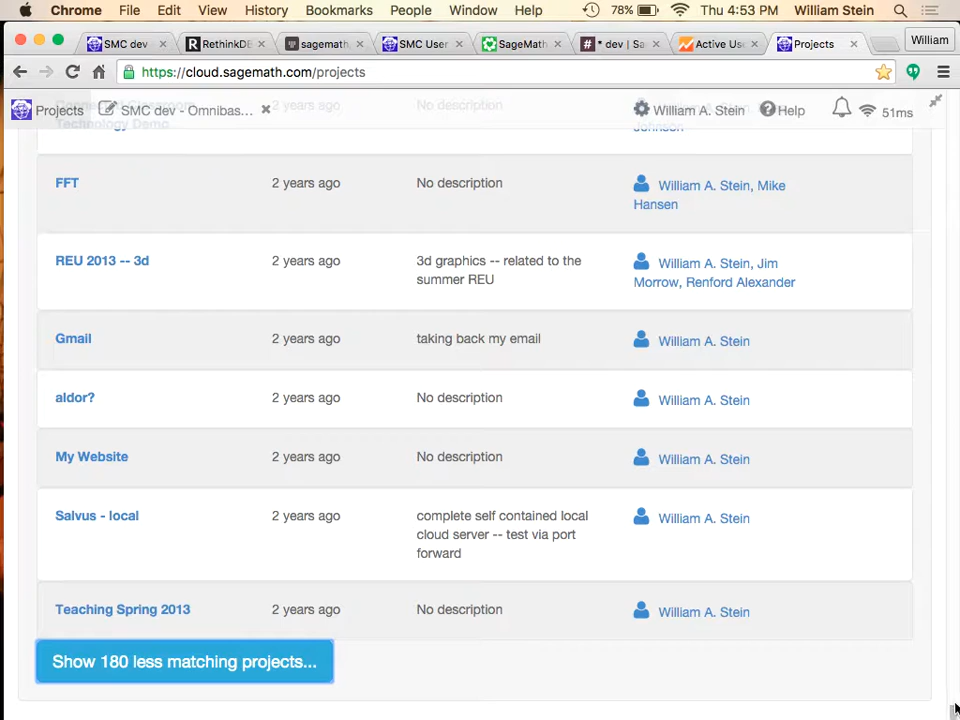 Chrome File Edit View History Bookmarks People Window Help 78% Thu 4:53 PM William Stein
SMC dev RethinkDB sagemath. SMC User SageMath * dev | Sa Active Use Projects William
https://cloud.sagemath.com/projects
Projects SMC dev - Omnibas... William A. Stein Help 51ms
2 years ago No description
Technology Demo Johnson
FFT 2 years ago No description William A. Stein, Mike
Hansen
REU 2013 -- 3d 2 years ago 3d graphics -- related to the William A. Stein, Jim
summer REU Morrow, Renford Alexander
Gmail 2 years ago taking back my email William A. Stein
aldor? 2 years ago No description William A. Stein
My Website 2 years ago No description William A. Stein
Salvus - local 2 years ago complete self contained local William A. Stein
cloud server -- test via port
forward
Teaching Spring 2013 2 years ago No description William A. Stein
Show 180 less matching projects...